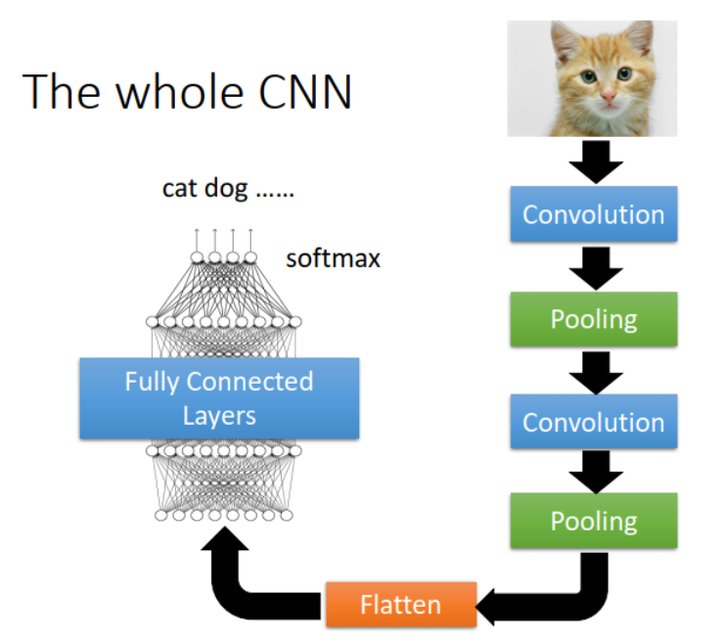 The whole CNN
cat dog ......
softmax
Fully Connected
Layers
Convolution
Pooling
Convolution
Pooling
Flatten